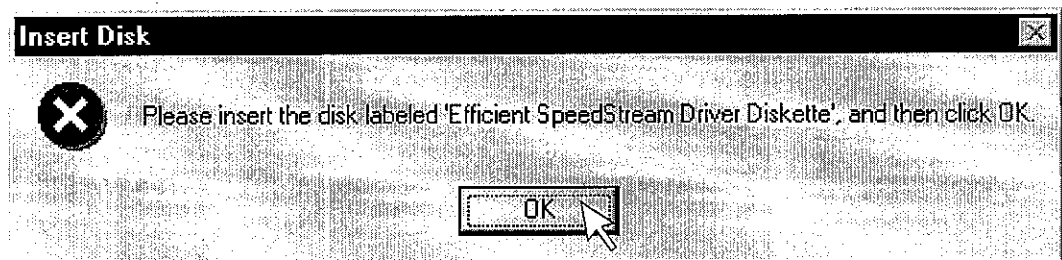 Insert Disk
Please insert the disk labeled 'Efficient SpeedStream Driver Diskette', and then click OK.
OK